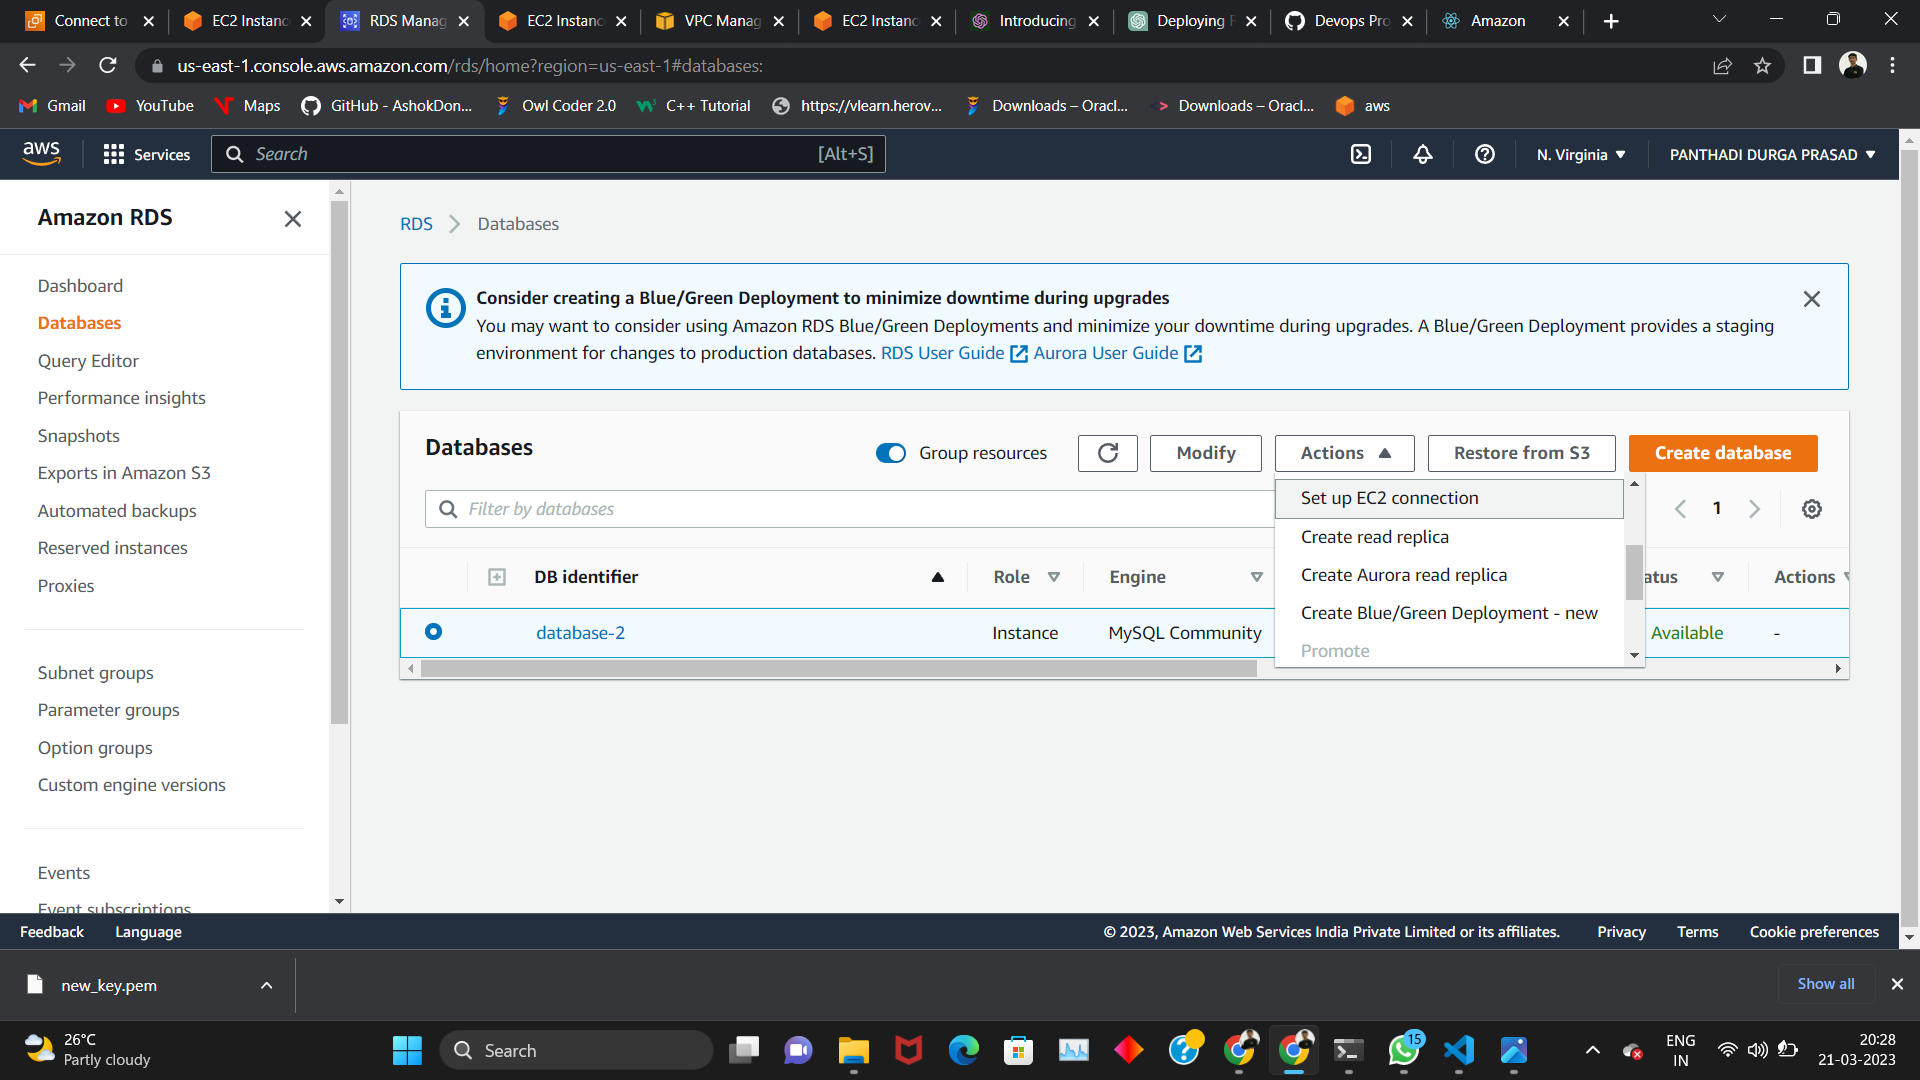 Connect to
EC2 Instanc
RDS Manag
EC2 Instanc
VPC Manag
EC2 Instanc
Introducing
Deploying
Devops Pro
Amazon
us-east-1.console.aws.amazon.com/rds/home?region=us-east-1#databases:
Gmail
YouTube
Maps
GitHub - AshokDon...
Owl Coder 2.0
C++ Tutorial
https://vlearn.herov...
Downloads – Oracl...
Downloads – Oracl...
aws
aws
Services
Search
[Alt+S]
N. Virginia
PANTHADI DURGA PRASAD
Amazon RDS
Dashboard
Databases
Query Editor
Performance insights
Snapshots
Exports in Amazon S3
Automated backups
Reserved instances
Proxies
Subnet groups
Parameter groups
Option groups
Custom engine versions
Events
Event subscriptions
RDS
Databases
Consider creating a Blue/Green Deployment to minimize downtime during upgrades
You may want to consider using Amazon RDS Blue/Green Deployments and minimize your downtime during upgrades. A Blue/Green Deployment provides a staging
environment for changes to production databases. RDS User Guide Aurora User Guide
Databases
Group resources
Modify
Actions
Restore from S3
Create database
Filter by databases
1
Set up EC2 connection
Create read replica
Create Aurora read replica
Create Blue/Green Deployment - new
Promote
DB identifier
Role
Engine
atus
Actions
database-2
Instance
MySQL Community
Available
-
Feedback
Language
© 2023, Amazon Web Services India Private Limited or its affiliates.
Privacy
Terms
Cookie preferences
new_key.pem
Show all
26°C
Partly cloudy
Search
15
ENG
IN
20:28
21-03-2023